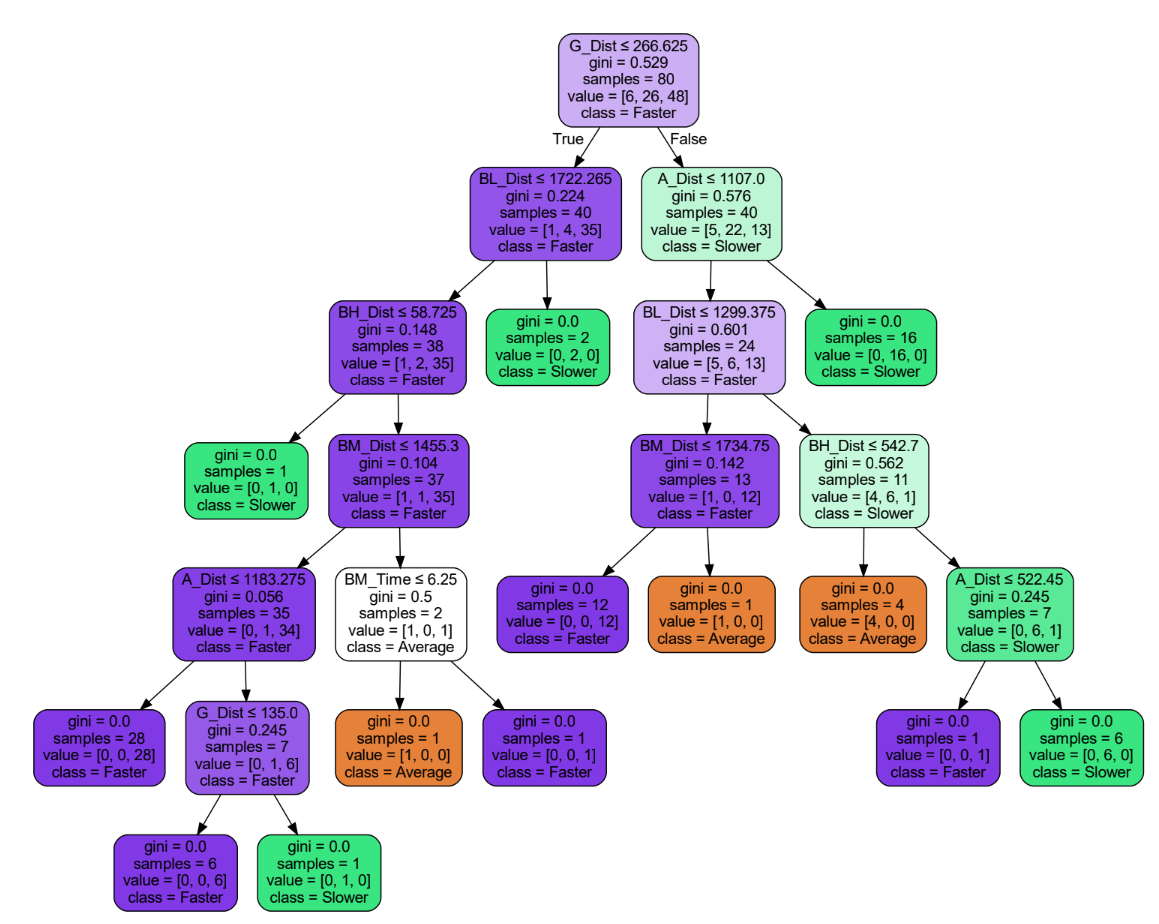 G_Dist ≤ 266.625
gini = 0.529
samples = 80
value = [6, 26, 48]
class = Faster
True
False
BL_Dist ≤ 1722.265
gini = 0.224
samples = 40
value = [1, 4, 35]
class = Faster
A_Dist ≤ 1107.0
gini = 0.576
samples = 40
value = [5, 22, 13]
class = Slower
BH_Dist ≤ 58.725
gini = 0.148
samples = 38
value = [1, 2, 35]
class = Faster
gini = 0.0
samples = 2
value = [0, 2, 0]
class = Slower
BL_Dist ≤ 1299.375
gini = 0.601
samples = 24
value = [5, 6, 13]
class = Faster
gini = 0.0
samples = 16
value = [0, 16, 0]
class = Slower
gini = 0.0
samples = 1
value = [0, 1, 0]
class = Slower
BM_Dist ≤ 1455.3
gini = 0.104
samples = 37
value = [1, 1, 35]
class = Faster
BM_Dist ≤ 1734.75
gini = 0.142
samples = 13
value = [1, 0, 12]
class = Faster
BH_Dist ≤ 542.7
gini = 0.562
samples = 11
value = [4, 6, 1]
class = Slower
A_Dist ≤ 1183.275
gini = 0.056
samples = 35
value = [0, 1, 34]
class = Faster
BM_Time ≤ 6.25
gini = 0.5
samples = 2
value = [1, 0, 1]
class = Average
gini = 0.0
samples = 12
value = [0, 0, 12]
class = Faster
gini = 0.0
samples = 1
value = [1, 0, 0]
class = Average
gini = 0.0
samples = 4
value = [4, 0, 0]
class = Average
A_Dist ≤ 522.45
gini = 0.245
samples = 7
value = [0, 6, 1]
class = Slower
gini = 0.0
samples = 28
value = [0, 0, 28]
class = Faster
G_Dist ≤ 135.0
gini = 0.245
samples = 7
value = [0, 1, 6]
class = Faster
gini = 0.0
samples = 1
value = [1, 0, 0]
class = Average
gini = 0.0
samples = 1
value = [0, 0, 1]
class = Faster
gini = 0.0
samples = 1
value = [0, 0, 1]
class = Faster
gini = 0.0
samples = 6
value = [0, 6, 0]
class = Slower
gini = 0.0
samples = 6
value = [0, 0, 6]
class = Faster
gini = 0.0
samples = 1
value = [0, 1, 0]
class = Slower